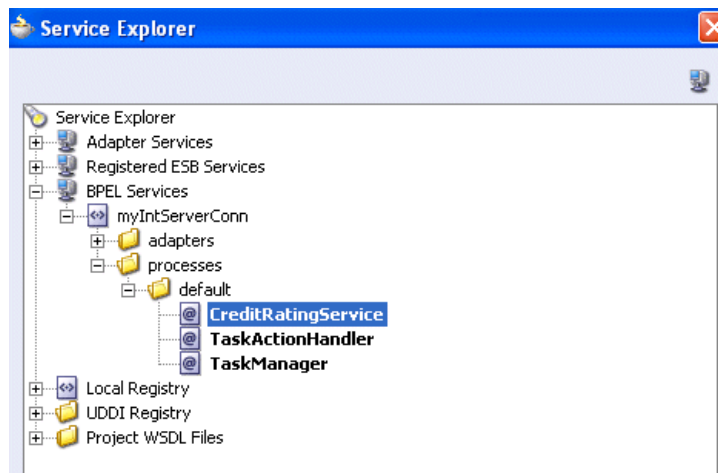 Service Explorer
Service Explorer
Adapter Services
Registered ESB Services
BPEL Services
myIntServerConn
adapters
processes
default
CreditRatingService
TaskActionHandler
TaskManager
Local Registry
UDDI Registry
Project WSDL Files